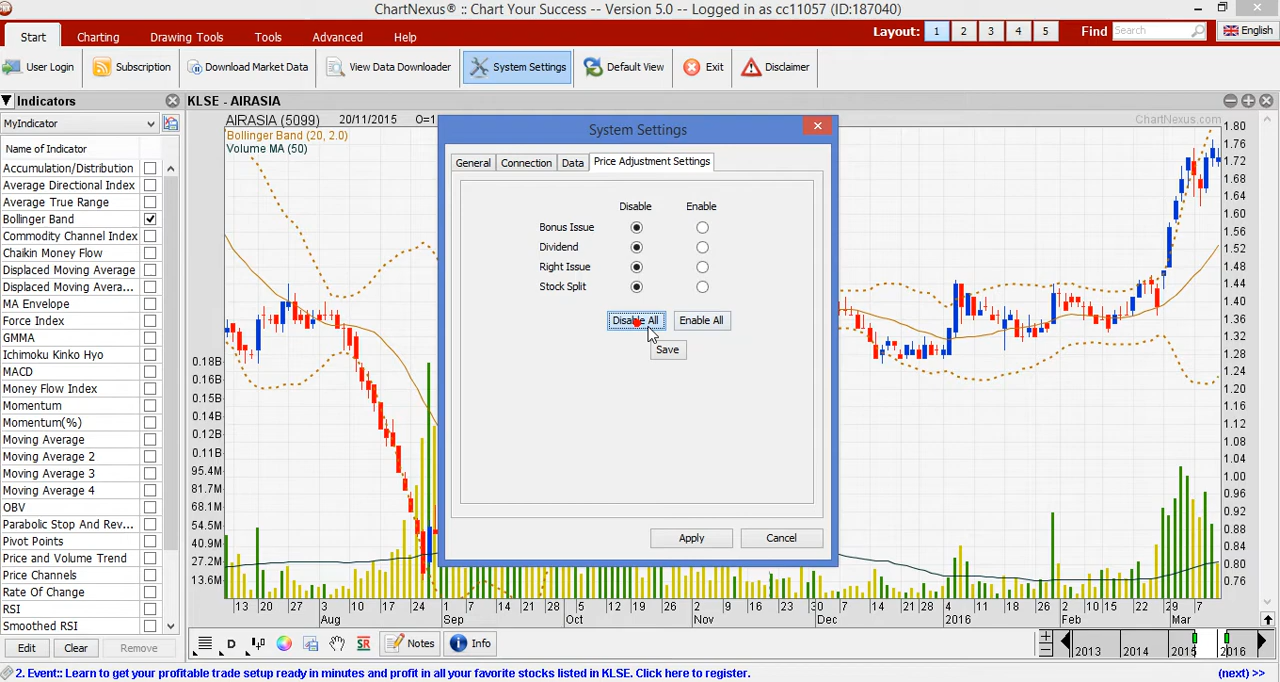 ChartNexus® :: Chart Your Success -- Version 5.0 -- Logged in as cc11057 (ID:187040)
Start Charting Drawing Tools Tools Advanced Help Layout: 1 2 3 4 5 Find Search English
User Login Subscription Download Market Data View Data Downloader System Settings Default View Exit Disclaimer
Indicators
KLSE - AIRASIA
MyIndicator
Name of Indicator
Accumulation/Distribution
Average Directional Index
Average True Range
Bollinger Band
Commodity Channel Index
Chaikin Money Flow
Displaced Moving Average
Displaced Moving Avera...
MA Envelope
Force Index
GMMA
Ichimoku Kinko Hyo
MACD
Money Flow Index
Momentum
Momentum(%)
Moving Average
Moving Average 2
Moving Average 3
Moving Average 4
OBV
Parabolic Stop And Rev...
Pivot Points
Price and Volume Trend
Price Channels
Rate Of Change
RSI
Smoothed RSI
Edit Clear Remove
AIRASIA (5099) 20/11/2015 O=1
Bollinger Band (20, 2.0)
Volume MA (50)
ChartNexus.com
System Settings
General Connection Data Price Adjustment Settings
Disable Enable
Bonus Issue
Dividend
Right Issue
Stock Split
Disable All Enable All
Save
Apply Cancel
1.80
1.76
1.72
1.68
1.64
1.60
1.56
1.52
1.48
1.44
1.40
1.36
1.32
1.28
1.24
1.20
1.16
1.12
1.08
1.04
1.00
0.96
0.92
0.88
0.84
0.80
0.76
0.18B
0.16B
0.15B
0.14B
0.12B
0.11B
95.4M
81.7M
68.1M
54.5M
40.9M
27.2M
13.6M
13 20 27 3 10 17 24 1 7 14 21 28 5 12 19 26 2 9 16 23 30 7 14 21 28 4 11 18 25 2 10 15 22 29 7
Aug Sep Oct Nov Dec 2016 Feb Mar
D SR Notes Info
2013 2014 2015 2016
2. Event:: Learn to get your profitable trade setup ready in minutes and profit in all your favorite stocks listed in KLSE. Click here to register. (next) >>